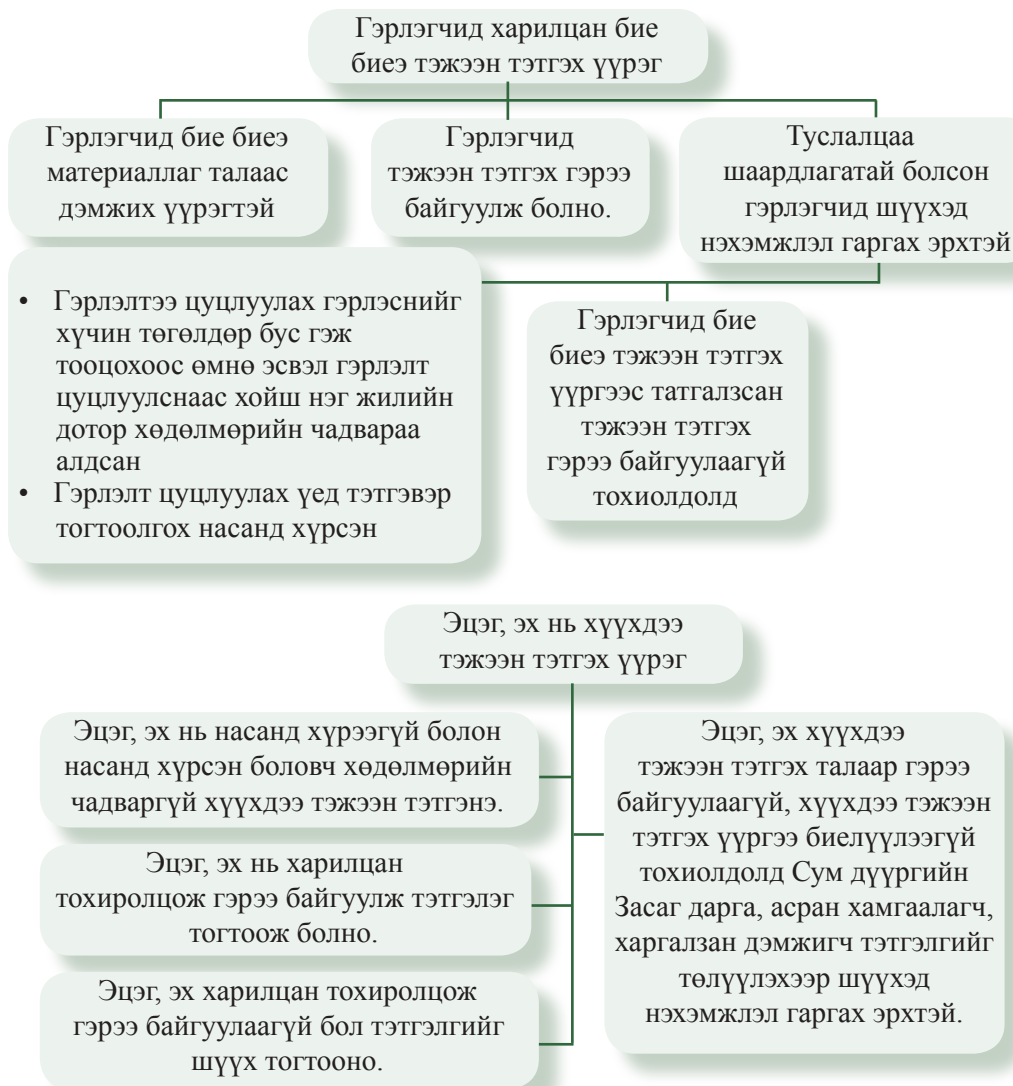 Гэрлэгчид харилцан бие
биеэ тэжээн тэтгэх үүрэг
Гэрлэгчид бие биеэ
материаллаг талаас
дэмжих үүрэгтэй
Гэрлэгчид
тэжээн тэтгэх гэрээ
байгуулж болно.
Туслалцаа
шаардлагатай болсон
гэрлэгчид шүүхэд
нэхэмжлэл гаргах эрхтэй
• Гэрлэлтээ цуцлуулах гэрлэснийг
хүчин төгөлдөр бус гэж
тооцохоос өмнө эсвэл гэрлэлт
цуцлуулснаас хойш нэг жилийн
дотор хөдөлмөрийн чадвараа
алдсан
• Гэрлэлт цуцлуулах үед тэтгэвэр
тогтоолгох насанд хүрсэн
Гэрлэгчид бие
биеэ тэжээн тэтгэх
үүргээс татгалзсан
тэжээн тэтгэх
гэрээ байгуулаагүй
тохиолдолд
Эцэг, эх нь хүүхдээ
тэжээн тэтгэх үүрэг
Эцэг, эх нь насанд хүрээгүй болон
насанд хүрсэн боловч хөдөлмөрийн
чадваргүй хүүхдээ тэжээн тэтгэнэ.
Эцэг, эх нь харилцан
тохиролцож гэрээ байгуулж тэтгэлэг
тогтоож болно.
Эцэг, эх харилцан тохиролцож
гэрээ байгуулаагүй бол тэтгэлгийг
шүүх тогтооно.
Эцэг, эх хүүхдээ
тэжээн тэтгэх талаар гэрээ
байгуулаагүй, хүүхдээ тэжээн
тэтгэх үүргээ биелүүлээгүй
тохиолдолд Сум дүүргийн
Засаг дарга, асран хамгаалагч,
харгалзан дэмжигч тэтгэлгийг
төлүүлэхээр шүүхэд
нэхэмжлэл гаргах эрхтэй.